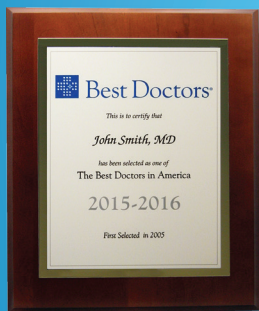 Best Doctors®
This is to certify that
John Smith, MD
has been selected as one of
The Best Doctors in America
2015-2016
First Selected in 2005